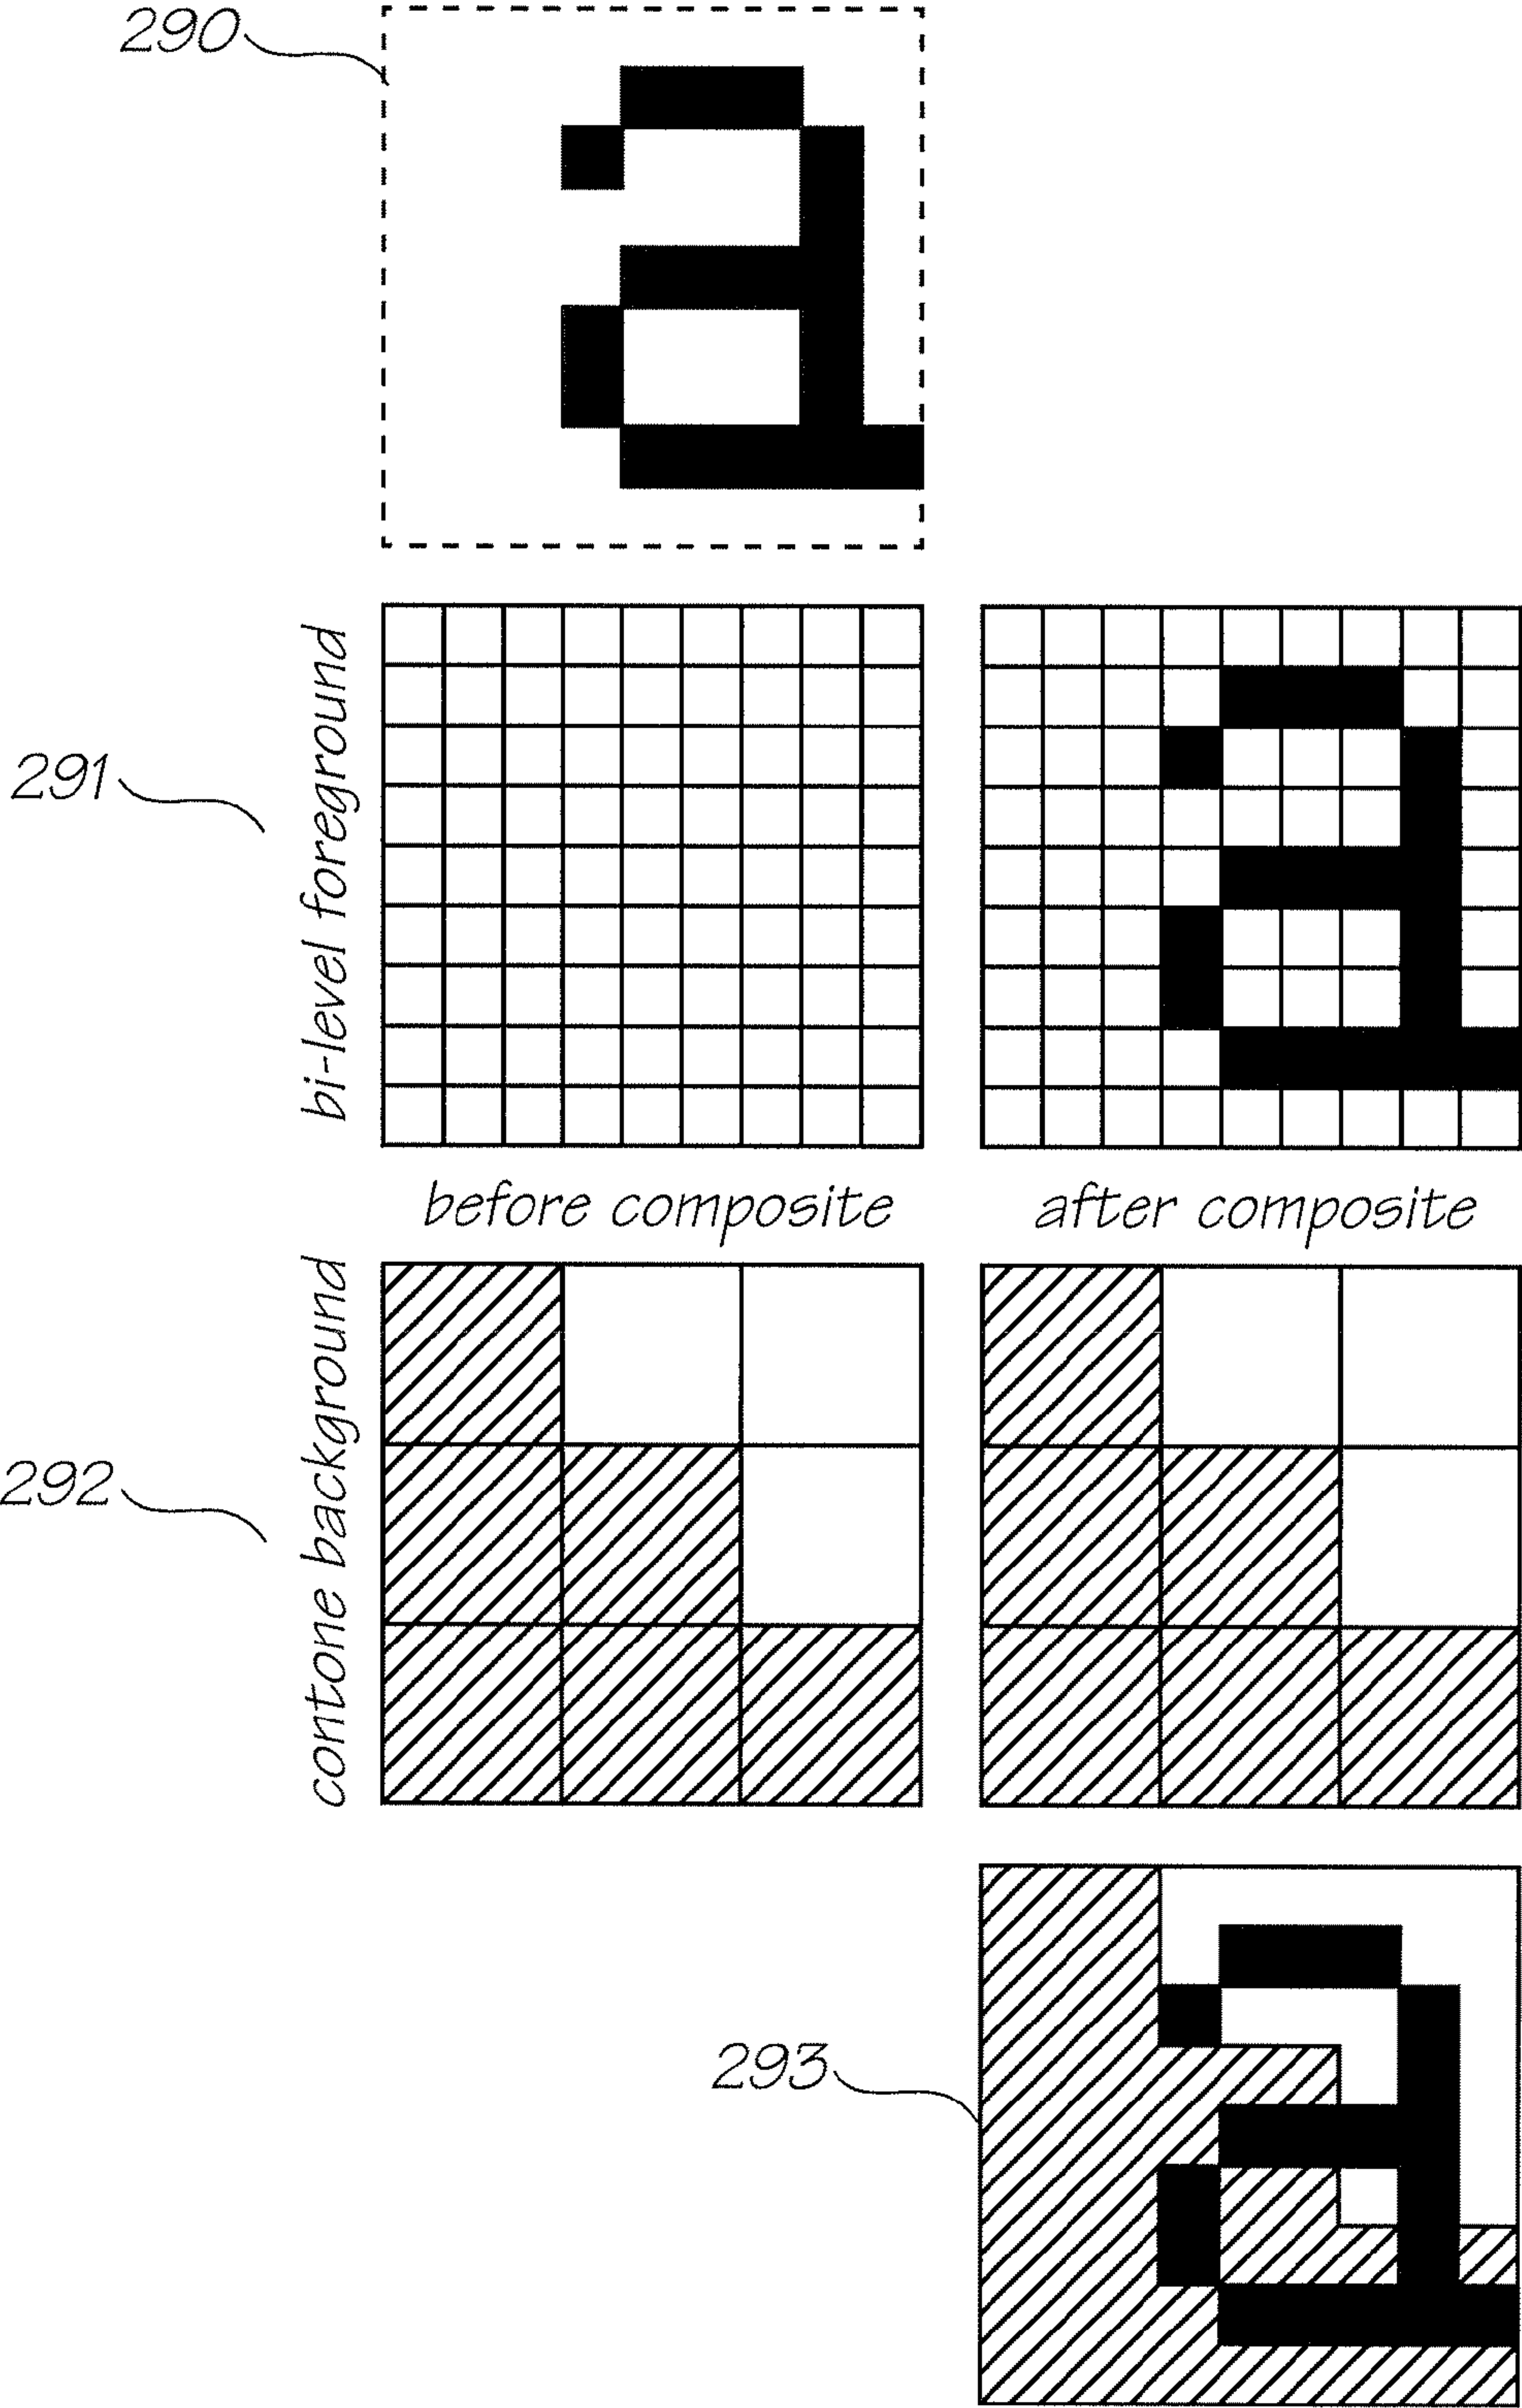 290
291
bi-level foreground
before composite
after composite
292
contone background
293